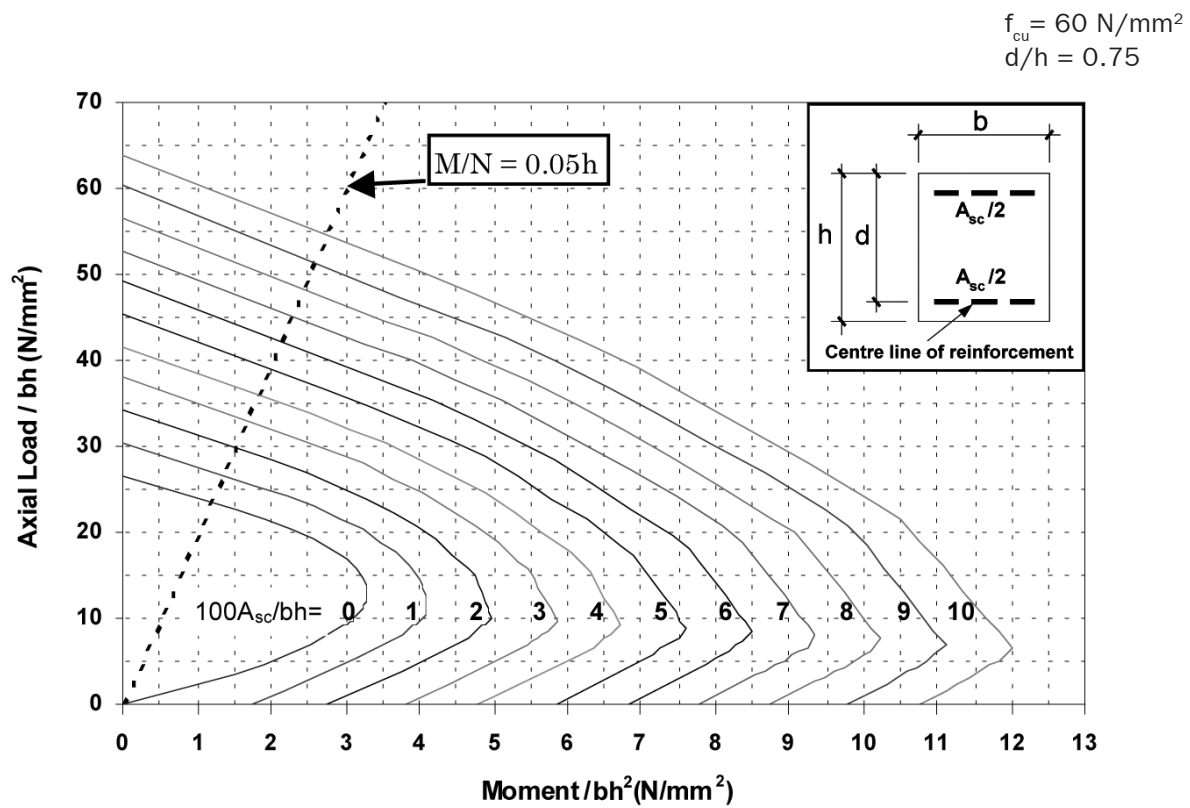 f_cu= 60 N/mm²
d/h = 0.75
70
60
50
40
30
20
10
0
Axial Load / bh (N/mm²)
M/N = 0.05h
b
h
d
A_sc/2
A_sc/2
Centre line of reinforcement
100A_sc/bh= 0 1 2 3 4 5 6 7 8 9 10
0 1 2 3 4 5 6 7 8 9 10 11 12 13
Moment/bh²(N/mm²)